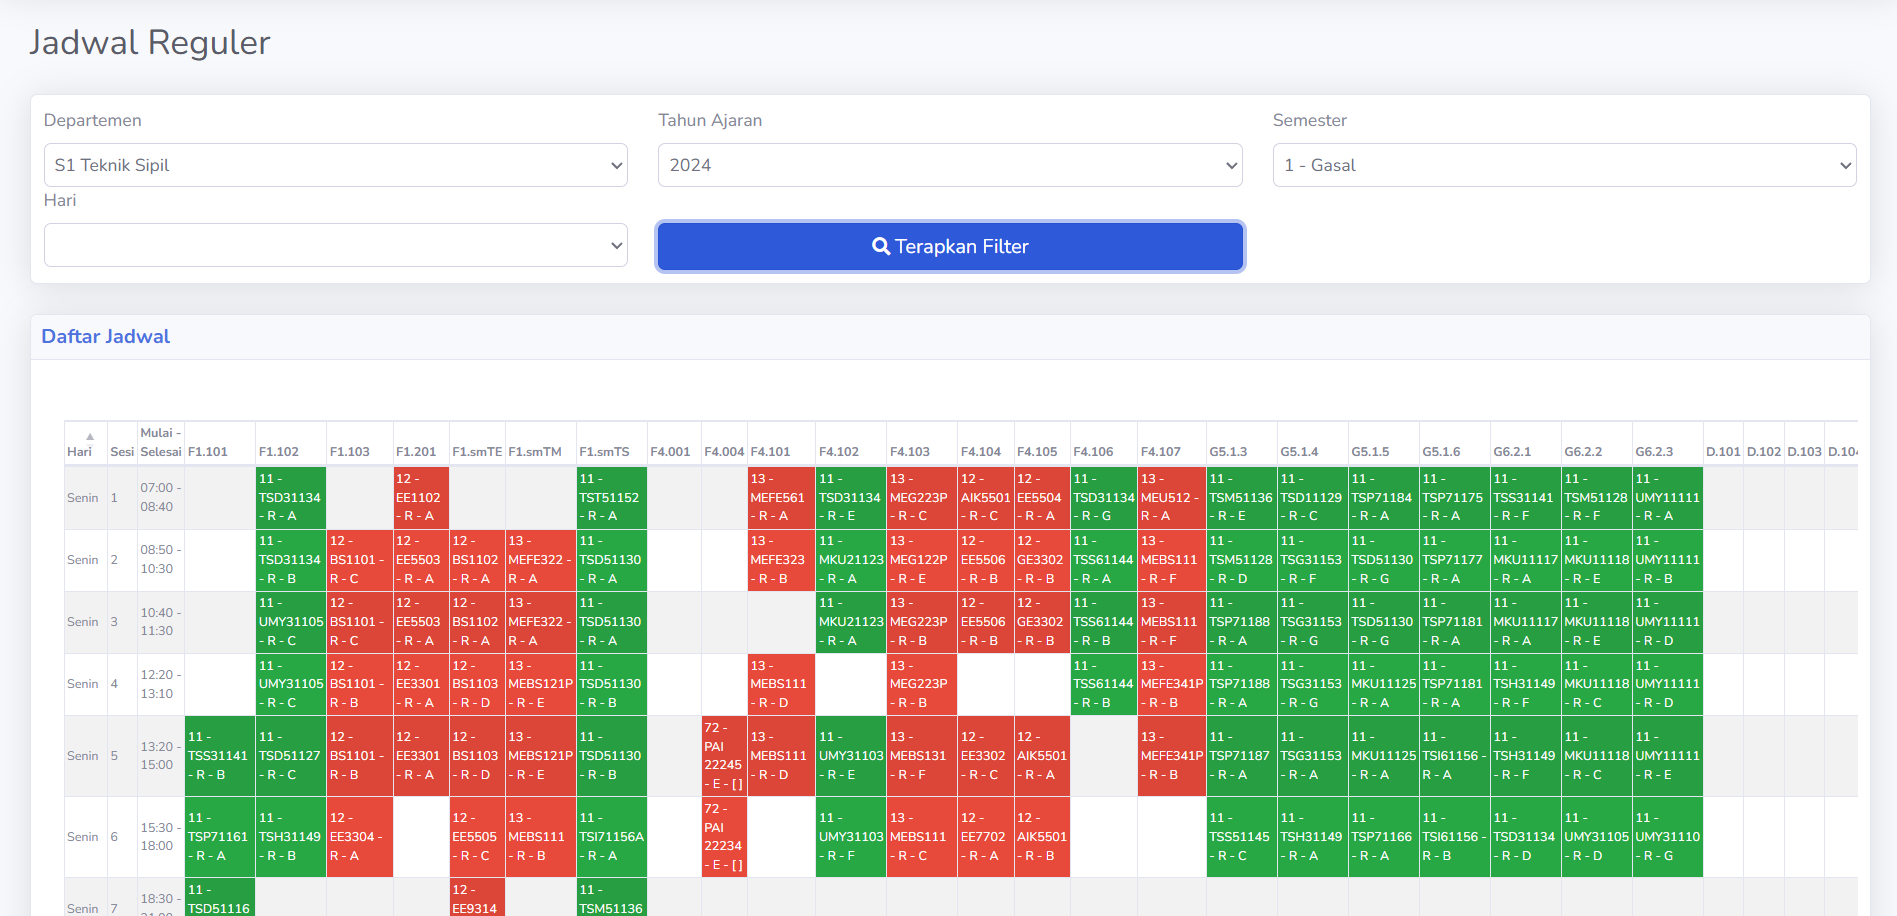 Jadwal Reguler
Departemen
Tahun Ajaran
Semester
S1 Teknik Sipil
2024
1 - Gasal
Hari
Terapkan Filter
Daftar Jadwal
Hari Sesi Mulai - Selesai F1.101 F1.102 F1.103 F1.201 F1.smTE F1.smTM F1.smTS F4.001 F4.004 F4.101 F4.102 F4.103 F4.104 F4.105 F4.106 F4.107 G5.1.3 G5.1.4 G5.1.5 G5.1.6 G6.2.1 G6.2.2 G6.2.3 D.101 D.102 D.103 D.104
Senin 1 07:00 - 08:40 11 - TSD31134 - R - A 12 - EE1102 - R - A 11 - TST51152 - R - A 13 - MEFE561 - R - A 11 - TSD31134 - R - E 13 - MEG223P - R - C 12 - AIK5501 - R - C 12 - EE5504 - R - A 11 - TSD31134 - R - G 13 - MEU512 - R - A 11 - TSM51136 - R - E 11 - TSD11129 - R - C 11 - TSP71184 - R - A 11 - TSP71175 - R - A 11 - TSS31141 - R - F 11 - TSM51128 - R - F 11 - UMY11111 - R - A
Senin 2 08:50 - 10:30 11 - TSD31134 - R - B 12 - BS1101 - R - C 12 - EE5503 - R - A 12 - BS1102 - R - A 13 - MEFE322 - R - A 11 - TSD51130 - R - A 13 - MEFE323 - R - B 11 - MKU21123 - R - A 13 - MEG122P - R - E 12 - EE5506 - R - B 12 - GE3302 - R - B 11 - TSS61144 - R - A 13 - MEBS111 - R - F 11 - TSM51128 - R - D 11 - TSG31153 - R - F 11 - TSD51130 - R - G 11 - TSP71177 - R - A 11 - MKU11117 - R - A 11 - MKU11118 - R - E 11 - UMY11111 - R - B
Senin 3 10:40 - 11:30 11 - UMY31105 - R - C 12 - BS1101 - R - C 12 - EE5503 - R - A 12 - BS1102 - R - A 13 - MEFE322 - R - A 11 - TSD51130 - R - A 11 - MKU21123 - R - A 13 - MEG223P - R - B 12 - EE5506 - R - B 12 - GE3302 - R - B 11 - TSS61144 - R - B 13 - MEBS111 - R - F 11 - TSP71188 - R - A 11 - TSG31153 - R - G 11 - TSD51130 - R - G 11 - TSP71181 - R - A 11 - MKU11117 - R - A 11 - MKU11118 - R - E 11 - UMY11111 - R - D
Senin 4 12:20 - 13:10 11 - UMY31105 - R - C 12 - BS1101 - R - B 12 - EE3301 - R - A 12 - BS1103 - R - D 13 - MEBS121P - R - E 11 - TSD51130 - R - B 13 - MEBS111 - R - D 13 - MEG223P - R - B 11 - TSS61144 - R - B 13 - MEFE341P - R - B 11 - TSP71188 - R - A 11 - TSG31153 - R - G 11 - MKU11125 - R - A 11 - TSP71181 - R - A 11 - TSH31149 - R - F 11 - MKU11118 - R - C 11 - UMY11111 - R - D
Senin 5 13:20 - 15:00 11 - TSS31141 - R - B 11 - TSD51127 - R - C 12 - BS1101 - R - B 12 - EE3301 - R - A 12 - BS1103 - R - D 13 - MEBS121P - R - E 11 - TSD51130 - R - B 72 - PAI 22245 - E - [] 13 - MEBS111 - R - D 11 - UMY31103 - R - E 13 - MEBS131 - R - F 12 - EE3302 - R - C 12 - AIK5501 - R - A 13 - MEFE341P - R - B 11 - TSP71187 - R - A 11 - TSG31153 - R - A 11 - MKU11125 - R - A 11 - TSI61156 - R - A 11 - TSH31149 - R - F 11 - MKU11118 - R - C 11 - UMY11111 - R - E
Senin 6 15:30 - 18:00 11 - TSP71161 - R - A 11 - TSH31149 - R - B 12 - EE3304 - R - A 12 - EE5505 - R - C 13 - MEBS111 - R - B 11 - TSI71156A - R - A 72 - PAI 22234 - E - [] 11 - UMY31103 - R - F 13 - MEBS111 - R - C 12 - EE7702 - R - A 12 - AIK5501 - R - B 11 - TSS51145 - R - C 11 - TSH31149 - R - A 11 - TSP71166 - R - A 11 - TSI61156 - R - B 11 - TSD31134 - R - D 11 - UMY31105 - R - D 11 - UMY31110 - R - G
Senin 7 18:30 - 11 - TSD51116 12 - EE9314 11 - TSM51136